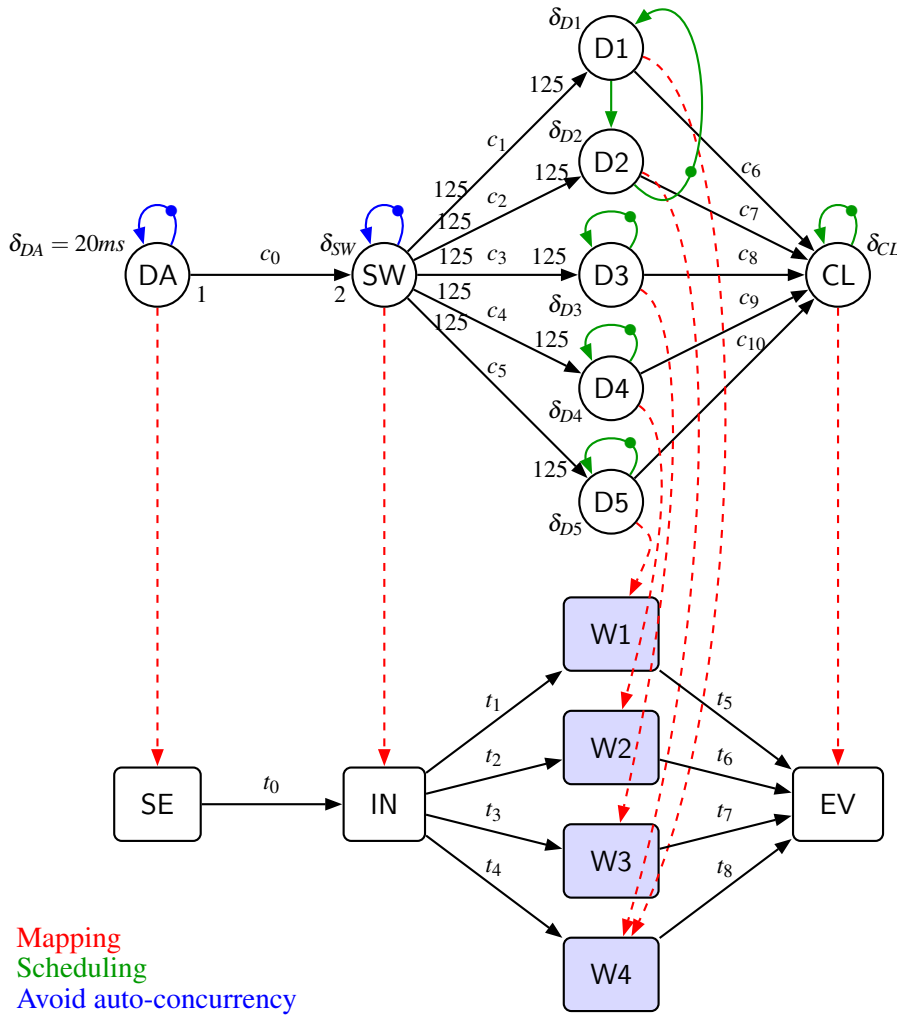 δD1
D1
125
c1
c6
δD2
D2
125
125
c2
c7
125
δDA = 20ms
DA
1
c0
δSW
SW
2
125
c3
125
D3
δD3
c8
CL
δCL
125
c4
125
D4
δD4
c9
125
c5
c10
125
D5
δD5
W1
t1
t5
t2
W2
t6
SE
t0
IN
EV
t3
W3
t7
t4
t8
W4
Mapping
Scheduling
Avoid auto-concurrency